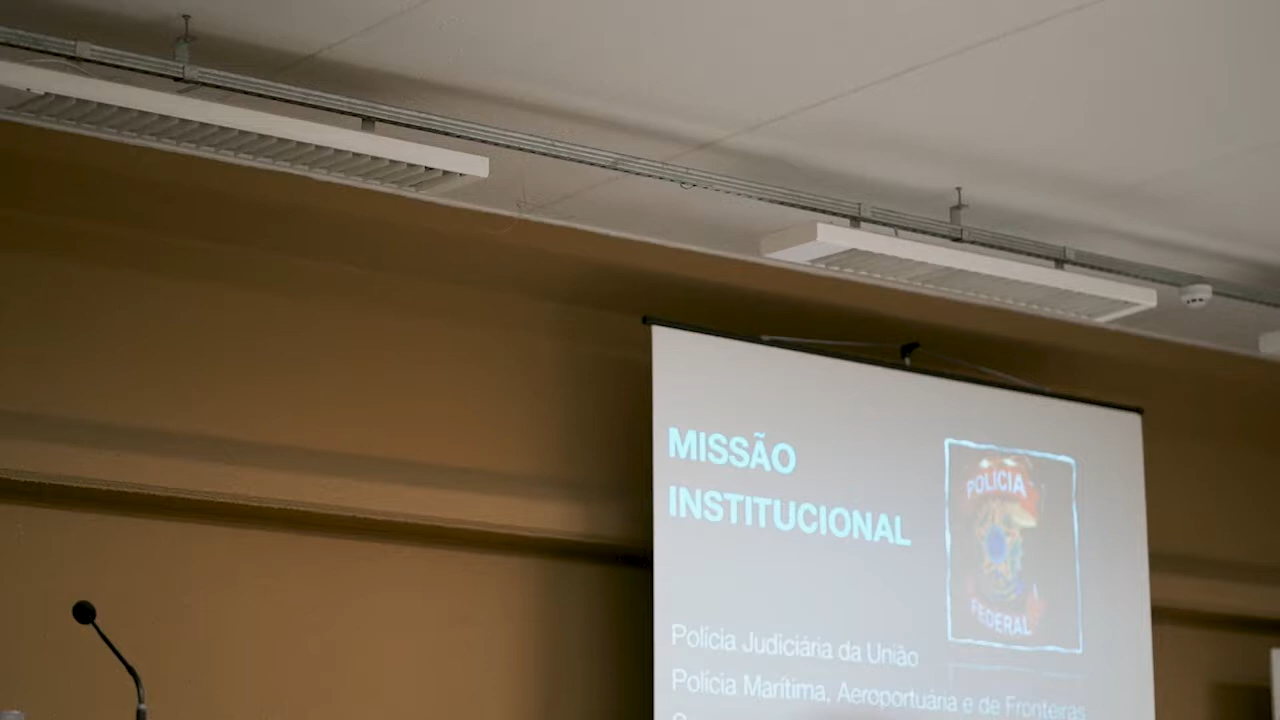 MISSÃO
INSTITUCIONAL
POLÍCIA
FEDERAL
Polícia Judiciária da União
Polícia Marítima, Aeroportuária e de Fronteiras